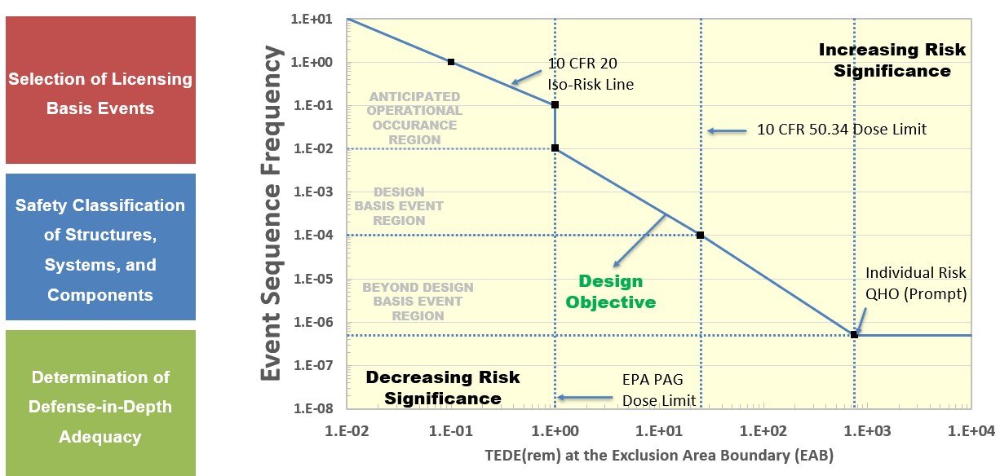 Selection of Licensing
Basis Events
Safety Classification
of Structures,
Systems, and
Components
Determination of
Defense-in-Depth
Adequacy
Event Sequence Frequency
1.E+01
1.E+00
1.E-01
1.E-02
1.E-03
1.E-04
1.E-05
1.E-06
1.E-07
1.E-08
10 CFR 20
Iso-Risk Line
Increasing Risk
Significance
ANTICIPATED
OPERATIONAL
OCCURANCE
REGION
10 CFR 50.34 Dose Limit
DESIGN
BASIS EVENT
REGION
Design
Objective
BEYOND DESIGN
BASIS EVENT
REGION
Individual Risk
QHO (Prompt)
Decreasing Risk
Significance
EPA PAG
Dose Limit
1.E-02
1.E-01
1.E+00
1.E+01
1.E+02
1.E+03
1.E+04
TEDE(rem) at the Exclusion Area Boundary (EAB)